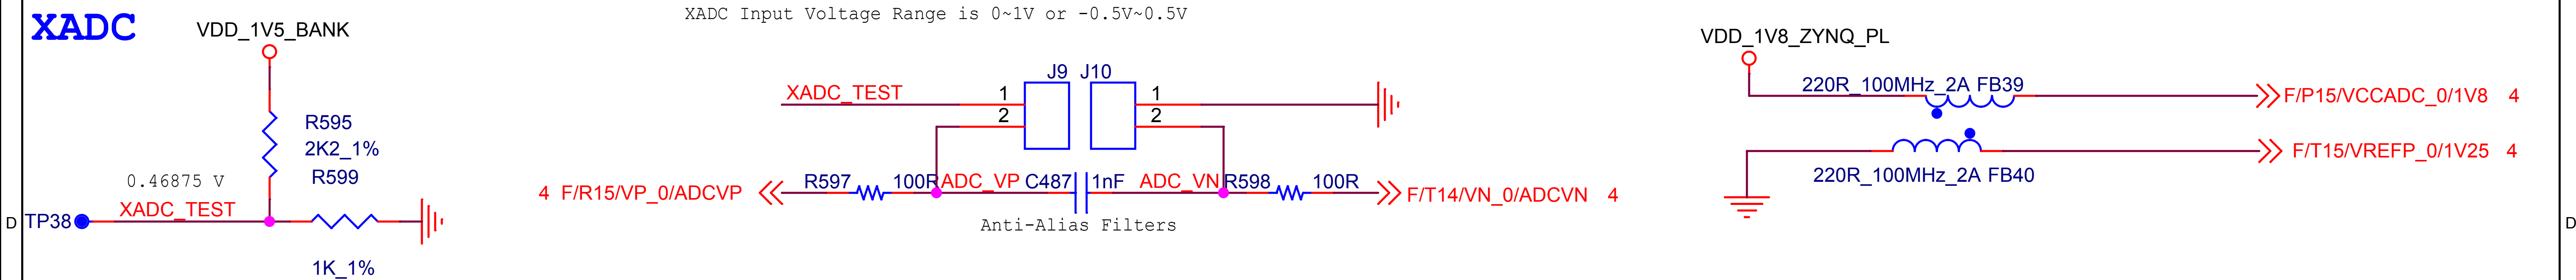 XADC
VDD_1V5_BANK
R595
2K2_1%
R599
0.46875 V
XADC_TEST
D
TP38
1K_1%
XADC Input Voltage Range is 0~1V or -0.5V~0.5V
J9 J10
XADC_TEST
1
2
1
2
4 F/R15/VP_0/ADCVP
R597
100R
ADC_VP
C487
1nF
ADC_VN
R598
100R
F/T14/VN_0/ADCVN 4
Anti-Alias Filters
VDD_1V8_ZYNQ_PL
220R_100MHz_2A FB39
F/P15/VCCADC_0/1V8 4
F/T15/VREFP_0/1V25 4
220R_100MHz_2A FB40
D